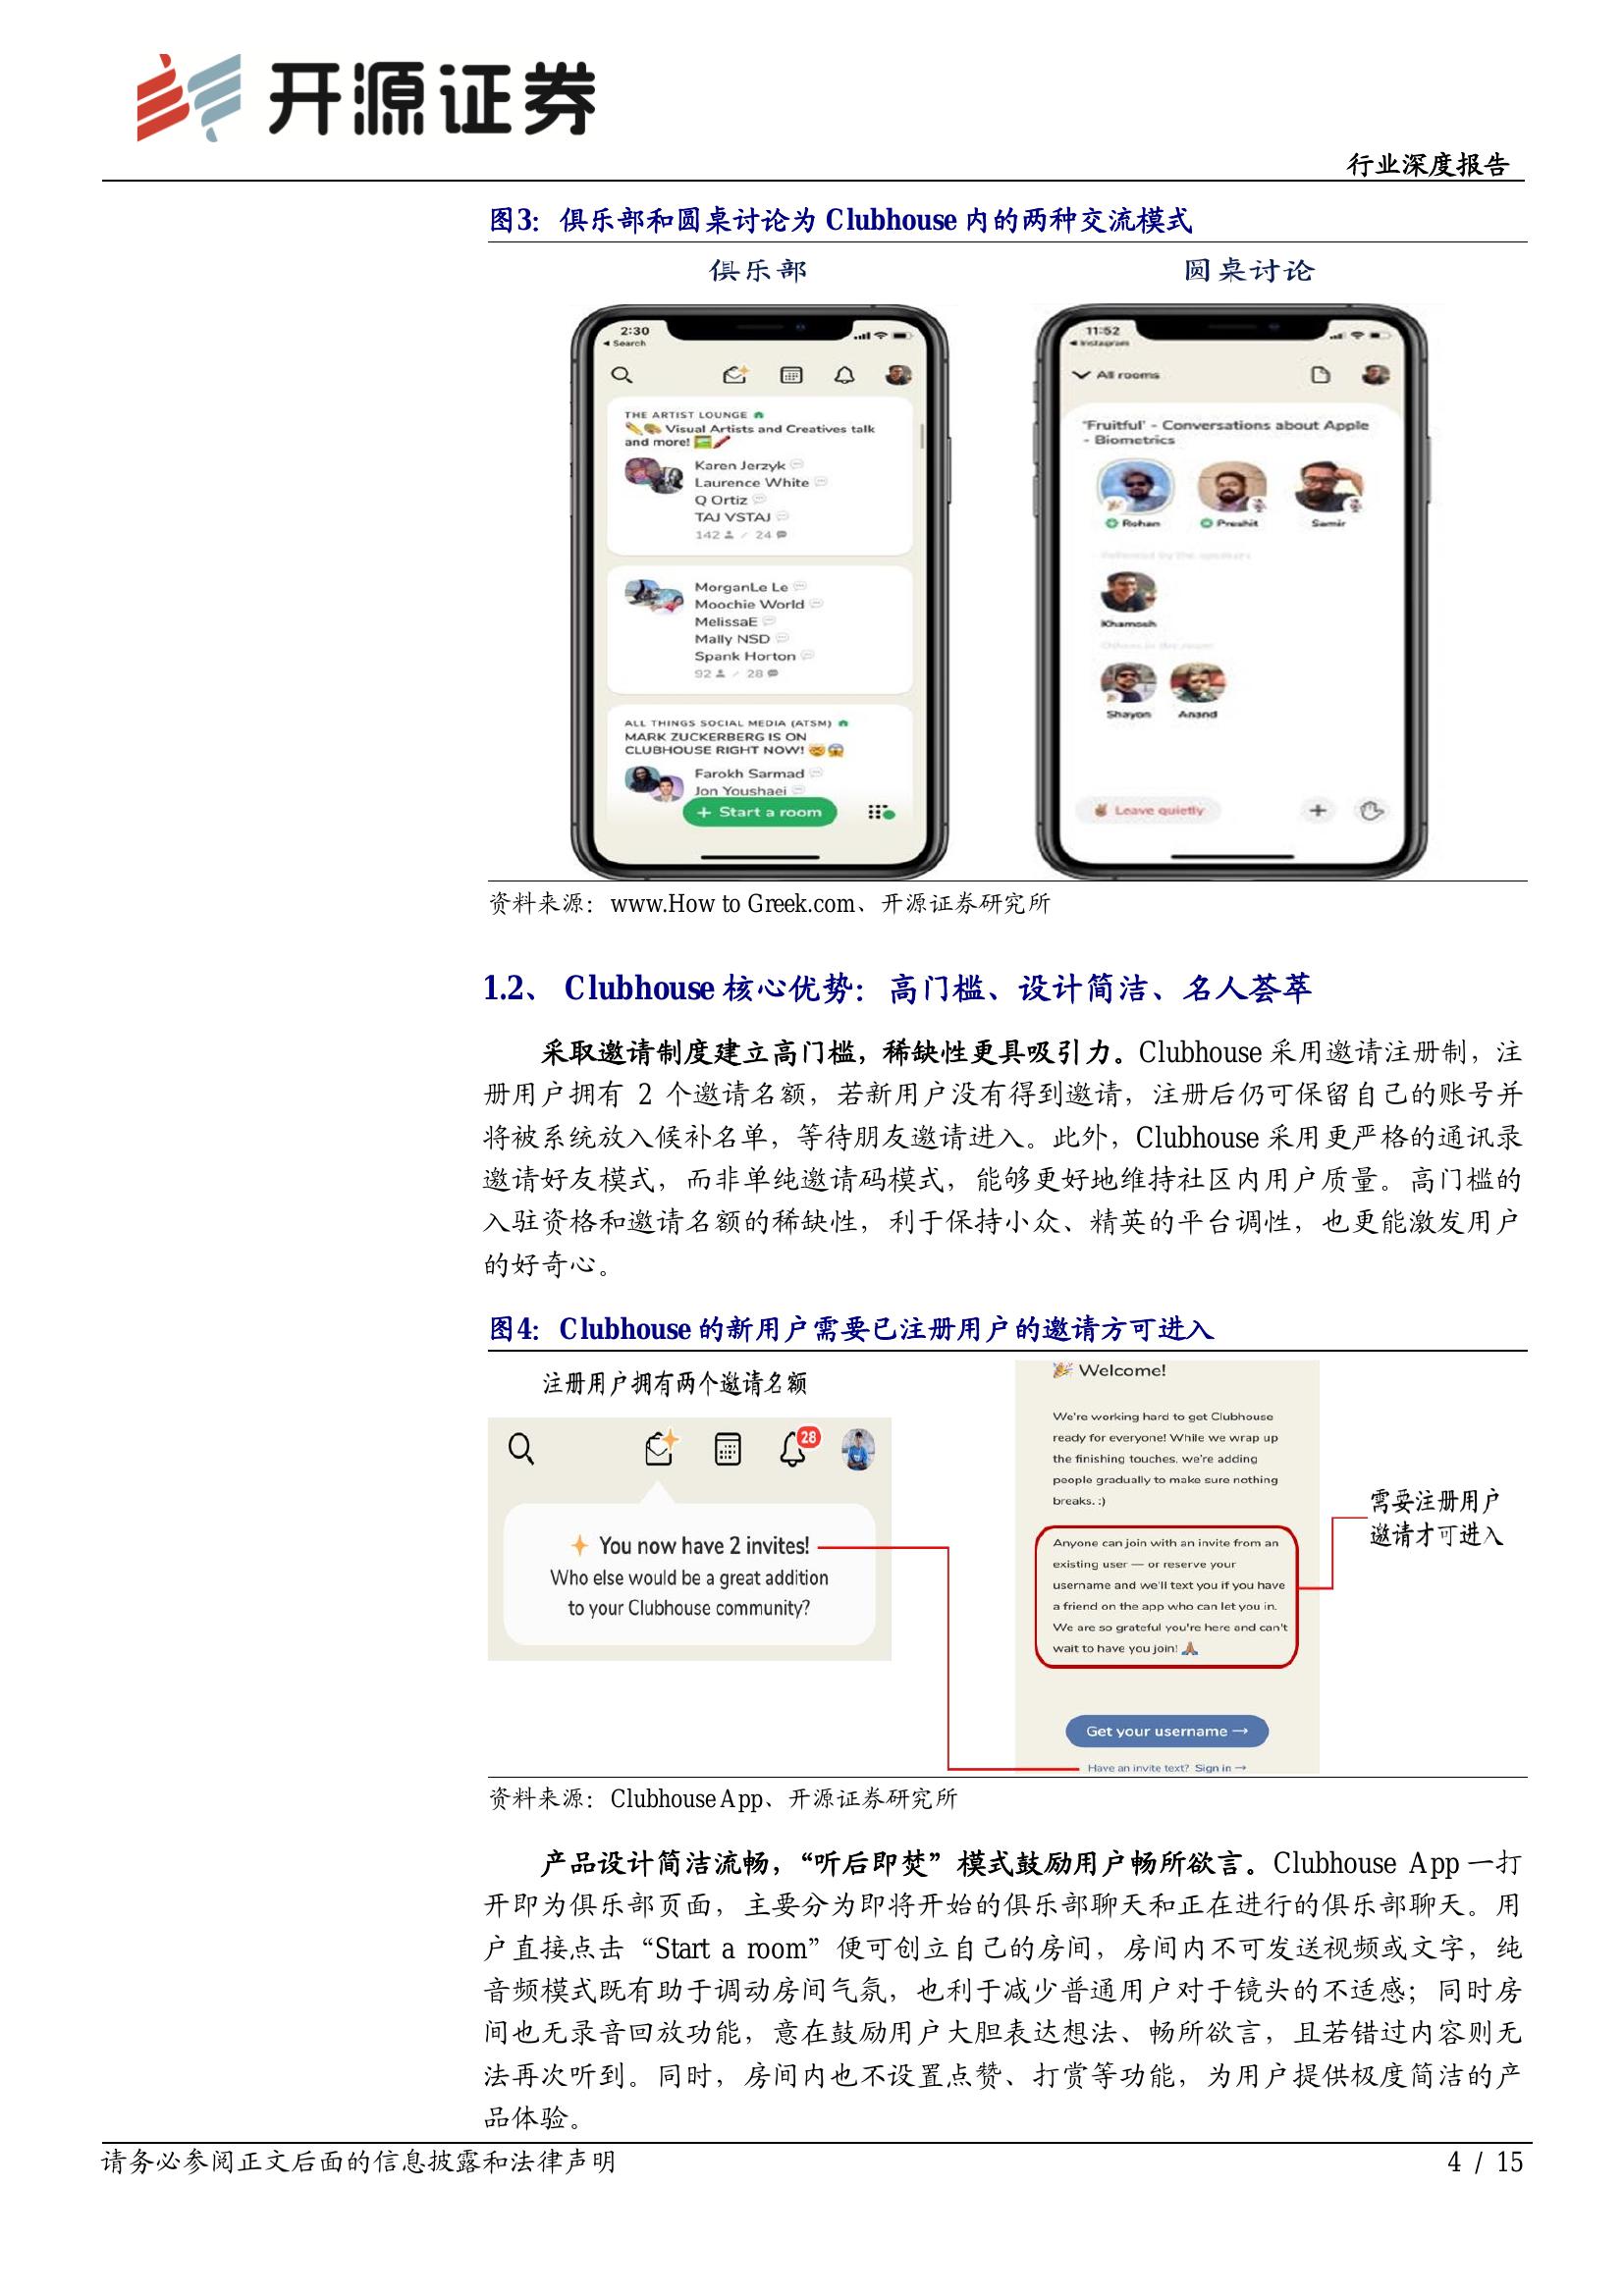 开源证券
行业深度报告
图3：俱乐部和圆桌讨论为 Clubhouse 内的两种交流模式
俱乐部
圆桌讨论
2:30
Search
THE ARTIST LOUNGE
Visual Artists and Creatives talk
and more!
Karen Jerzyk
Laurence White
Q Ortiz
TAJ VSTAJ
142 / 24
MorganLe Le
Moochie World
MelissaE
Mally NSD
Spank Horton
92 / 28
ALL THINGS SOCIAL MEDIA (ATSM)
MARK ZUCKERBERG IS ON
CLUBHOUSE RIGHT NOW!
Farokh Sarmad
Jon Youshaei
+ Start a room
11:52
Instagram
All rooms
'Fruitful' - Conversations about Apple
- Biometrics
Rohan Preshit Samir
Followed by the speakers
Khamosh
Others in the room
Shayon Anand
Leave quietly
资料来源：www.How to Greek.com、开源证券研究所
1.2、 Clubhouse 核心优势：高门槛、设计简洁、名人荟萃
采取邀请制度建立高门槛，稀缺性更具吸引力。Clubhouse 采用邀请注册制，注
册用户拥有 2 个邀请名额，若新用户没有得到邀请，注册后仍可保留自己的账号并
将被系统放入候补名单，等待朋友邀请进入。此外，Clubhouse 采用更严格的通讯录
邀请好友模式，而非单纯邀请码模式，能够更好地维持社区内用户质量。高门槛的
入驻资格和邀请名额的稀缺性，利于保持小众、精英的平台调性，也更能激发用户
的好奇心。
图4：Clubhouse 的新用户需要已注册用户的邀请方可进入
注册用户拥有两个邀请名额
28
You now have 2 invites!
Who else would be a great addition
to your Clubhouse community?
Welcome!
We're working hard to get Clubhouse
ready for everyone! While we wrap up
the finishing touches, we're adding
people gradually to make sure nothing
breaks. :)
Anyone can join with an invite from an
existing user — or reserve your
username and we'll text you if you have
a friend on the app who can let you in.
We are so grateful you're here and can't
wait to have you join!
Get your username →
Have an invite text? Sign in →
需要注册用户
邀请才可进入
资料来源：Clubhouse App、开源证券研究所
产品设计简洁流畅，“听后即焚”模式鼓励用户畅所欲言。Clubhouse App 一打
开即为俱乐部页面，主要分为即将开始的俱乐部聊天和正在进行的俱乐部聊天。用
户直接点击“Start a room”便可创立自己的房间，房间内不可发送视频或文字，纯
音频模式既有助于调动房间气氛，也利于减少普通用户对于镜头的不适感；同时房
间也无录音回放功能，意在鼓励用户大胆表达想法、畅所欲言，且若错过内容则无
法再次听到。同时，房间内也不设置点赞、打赏等功能，为用户提供极度简洁的产
品体验。
请务必参阅正文后面的信息披露和法律声明
4 / 15